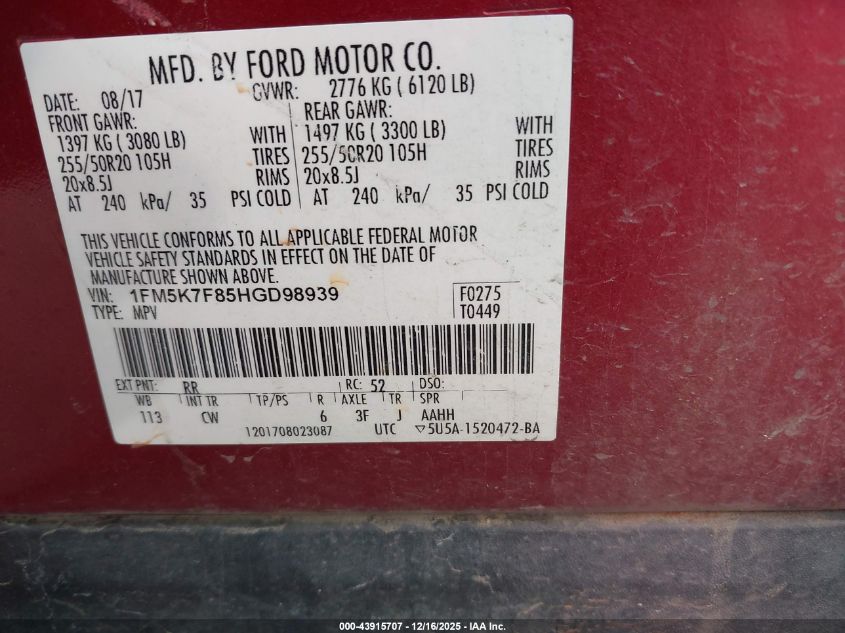 MFD. BY FORD MOTOR CO.
DATE: 08/17 GVWR: 2776 KG ( 6120 LB)
FRONT GAWR: REAR GAWR:
1397 KG ( 3080 LB) WITH 1497 KG ( 3300 LB) WITH
255/50R20 105H TIRES 255/50R20 105H TIRES
20x8.5J RIMS 20x8.5J RIMS
AT 240 kPa/ 35 PSI COLD AT 240 kPa/ 35 PSI COLD
THIS VEHICLE CONFORMS TO ALL APPLICABLE FEDERAL MOTOR
VEHICLE SAFETY STANDARDS IN EFFECT ON THE DATE OF
MANUFACTURE SHOWN ABOVE.
VIN: 1FM5K7F85HGD98939 F0275
TYPE: MPV T0449
EXT PNT: RR RC: 52 DSO:
WB INT TR TP/PS R AXLE TR SPR
113 CW 6 3F J AAHH
1201708023087 UTC ▽5U5A-1520472-BA
000-43915707 - 12/16/2025 - IAA Inc.